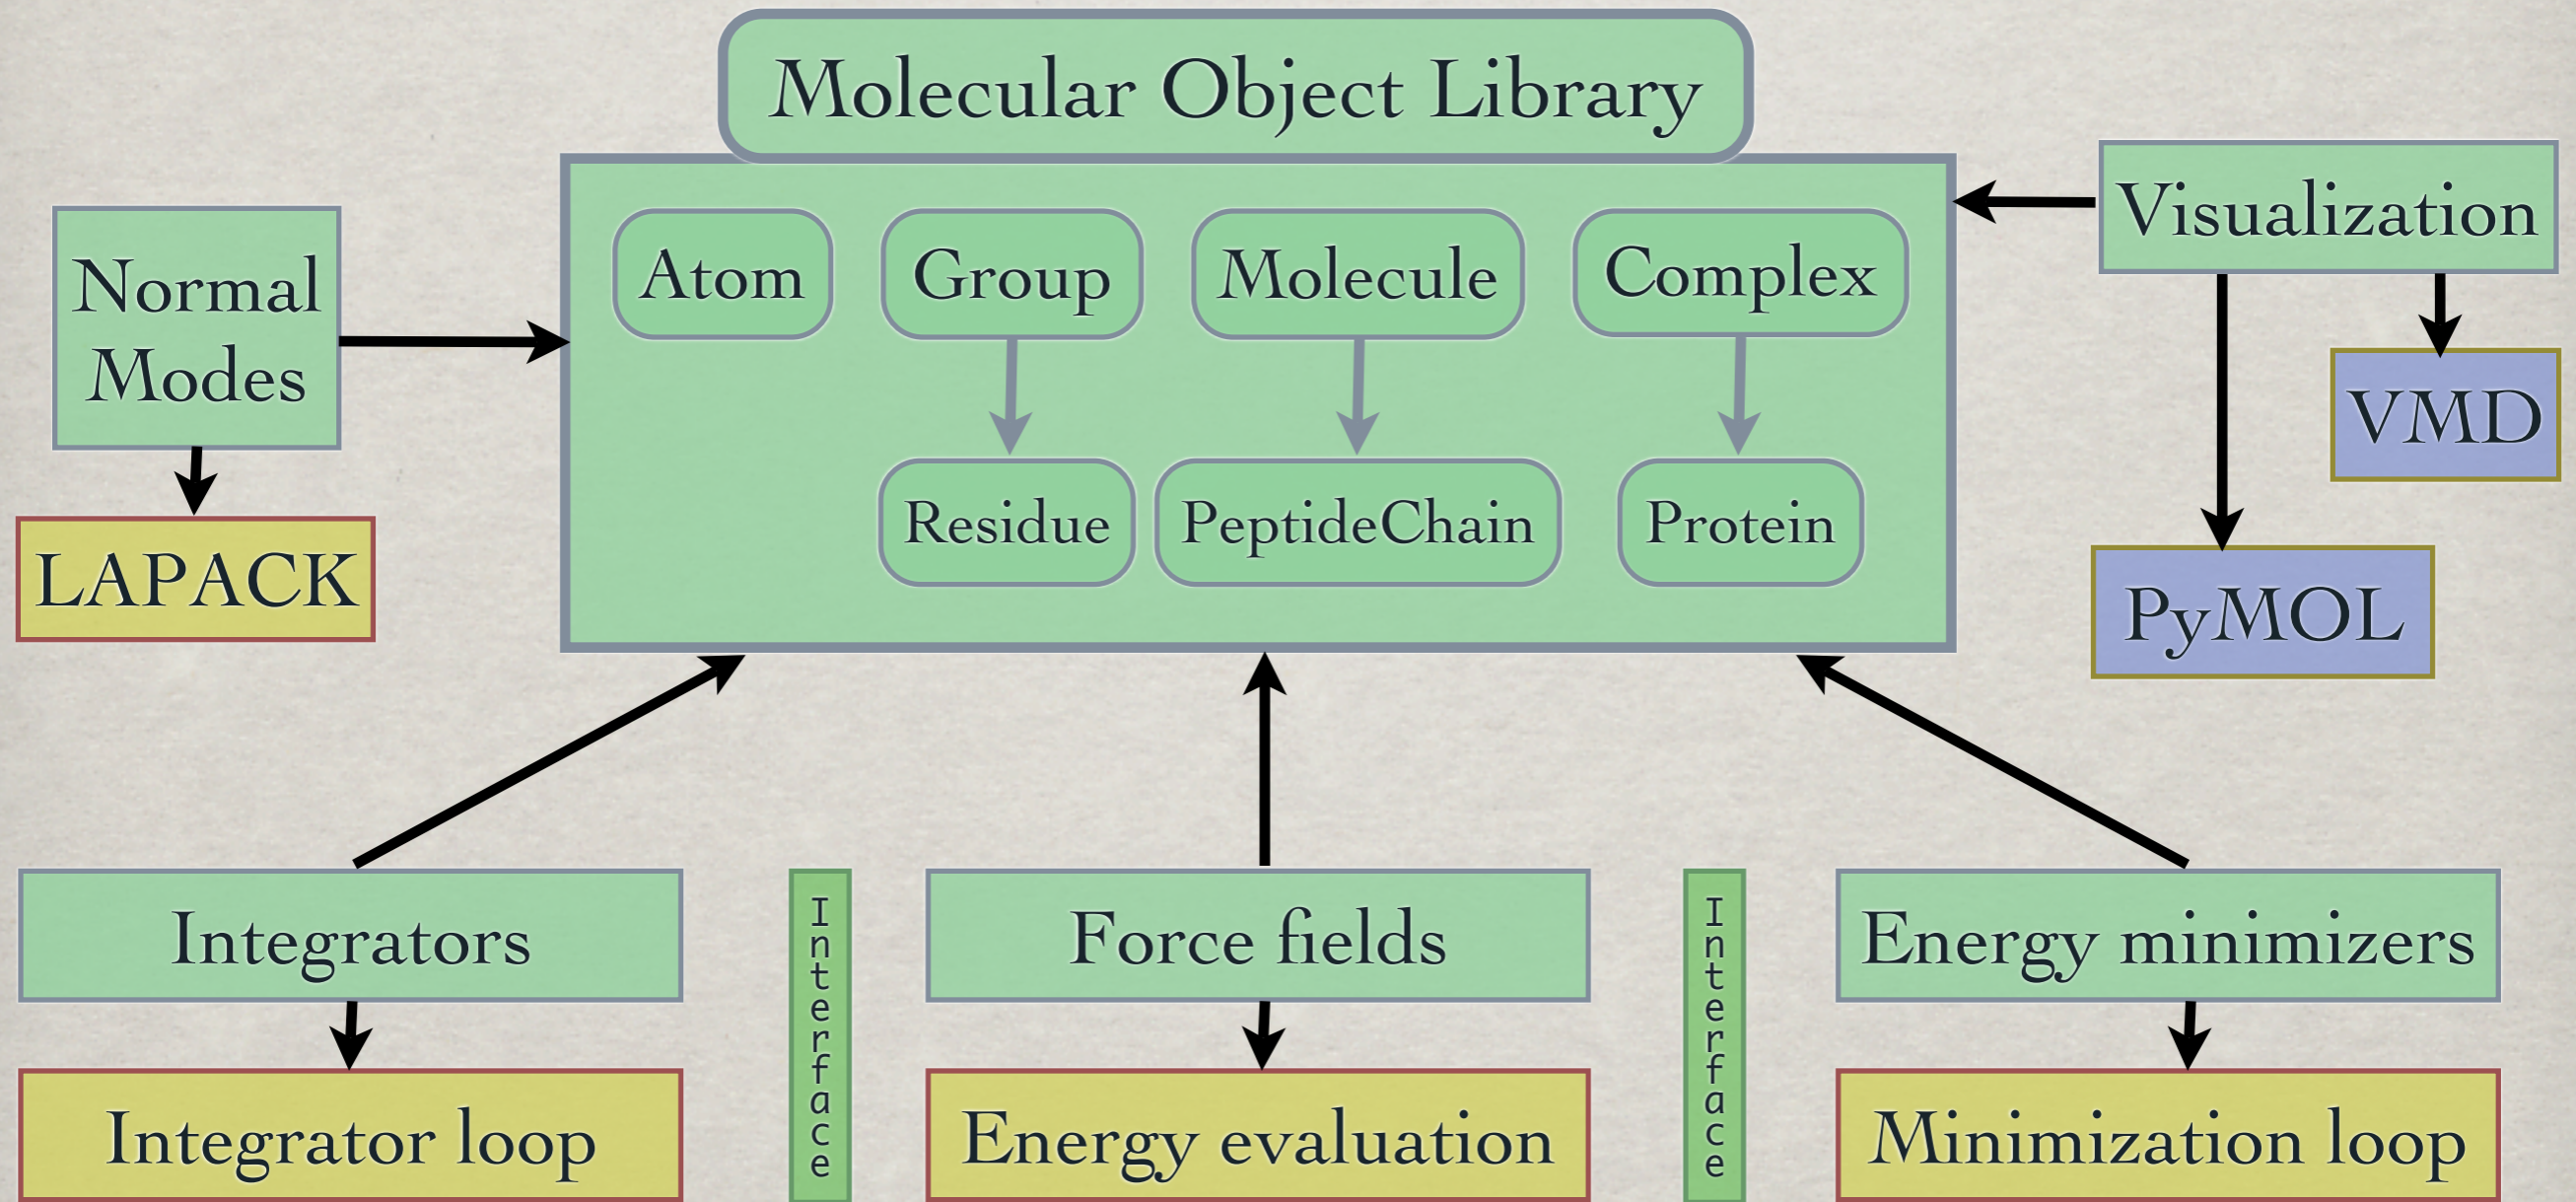 Molecular Object Library
Normal
Modes
LAPACK
Atom
Group
Molecule
Complex
Residue
PeptideChain
Protein
Visualization
VMD
PyMOL
Integrators
Interface
Force fields
Interface
Energy minimizers
Integrator loop
Energy evaluation
Minimization loop